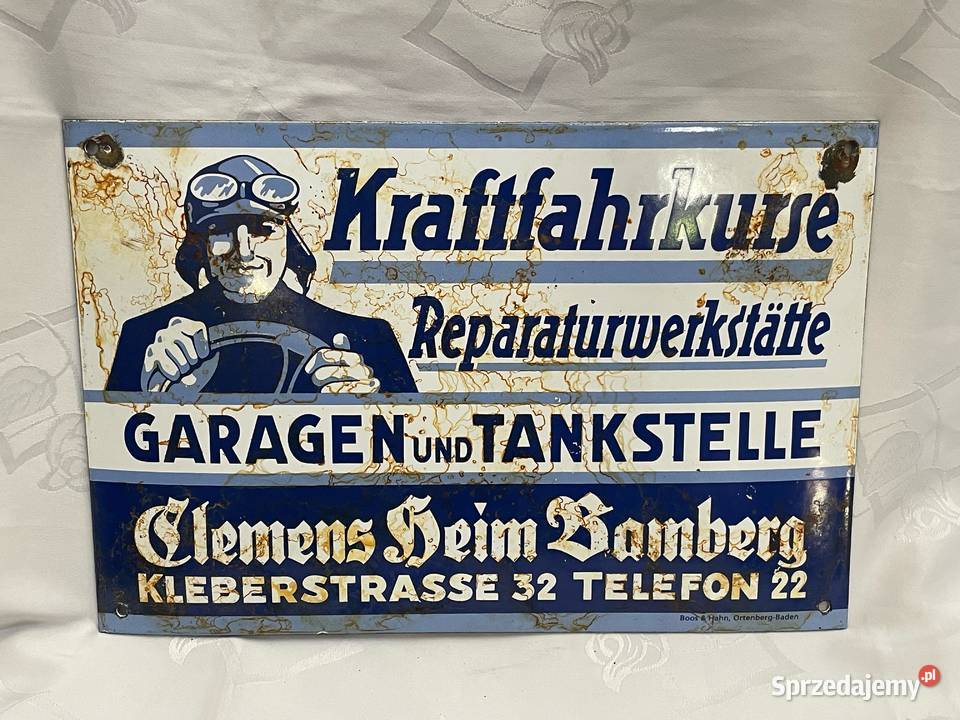 Kraftfahrkurse
Reparaturwerkstätte
GARAGEN UND TANKSTELLE
Clemens Heim Bamberg
KLEBERSTRASSE 32 TELEFON 22
Boos & Hahn, Ortenberg-Baden
Sprzedajemy.pl